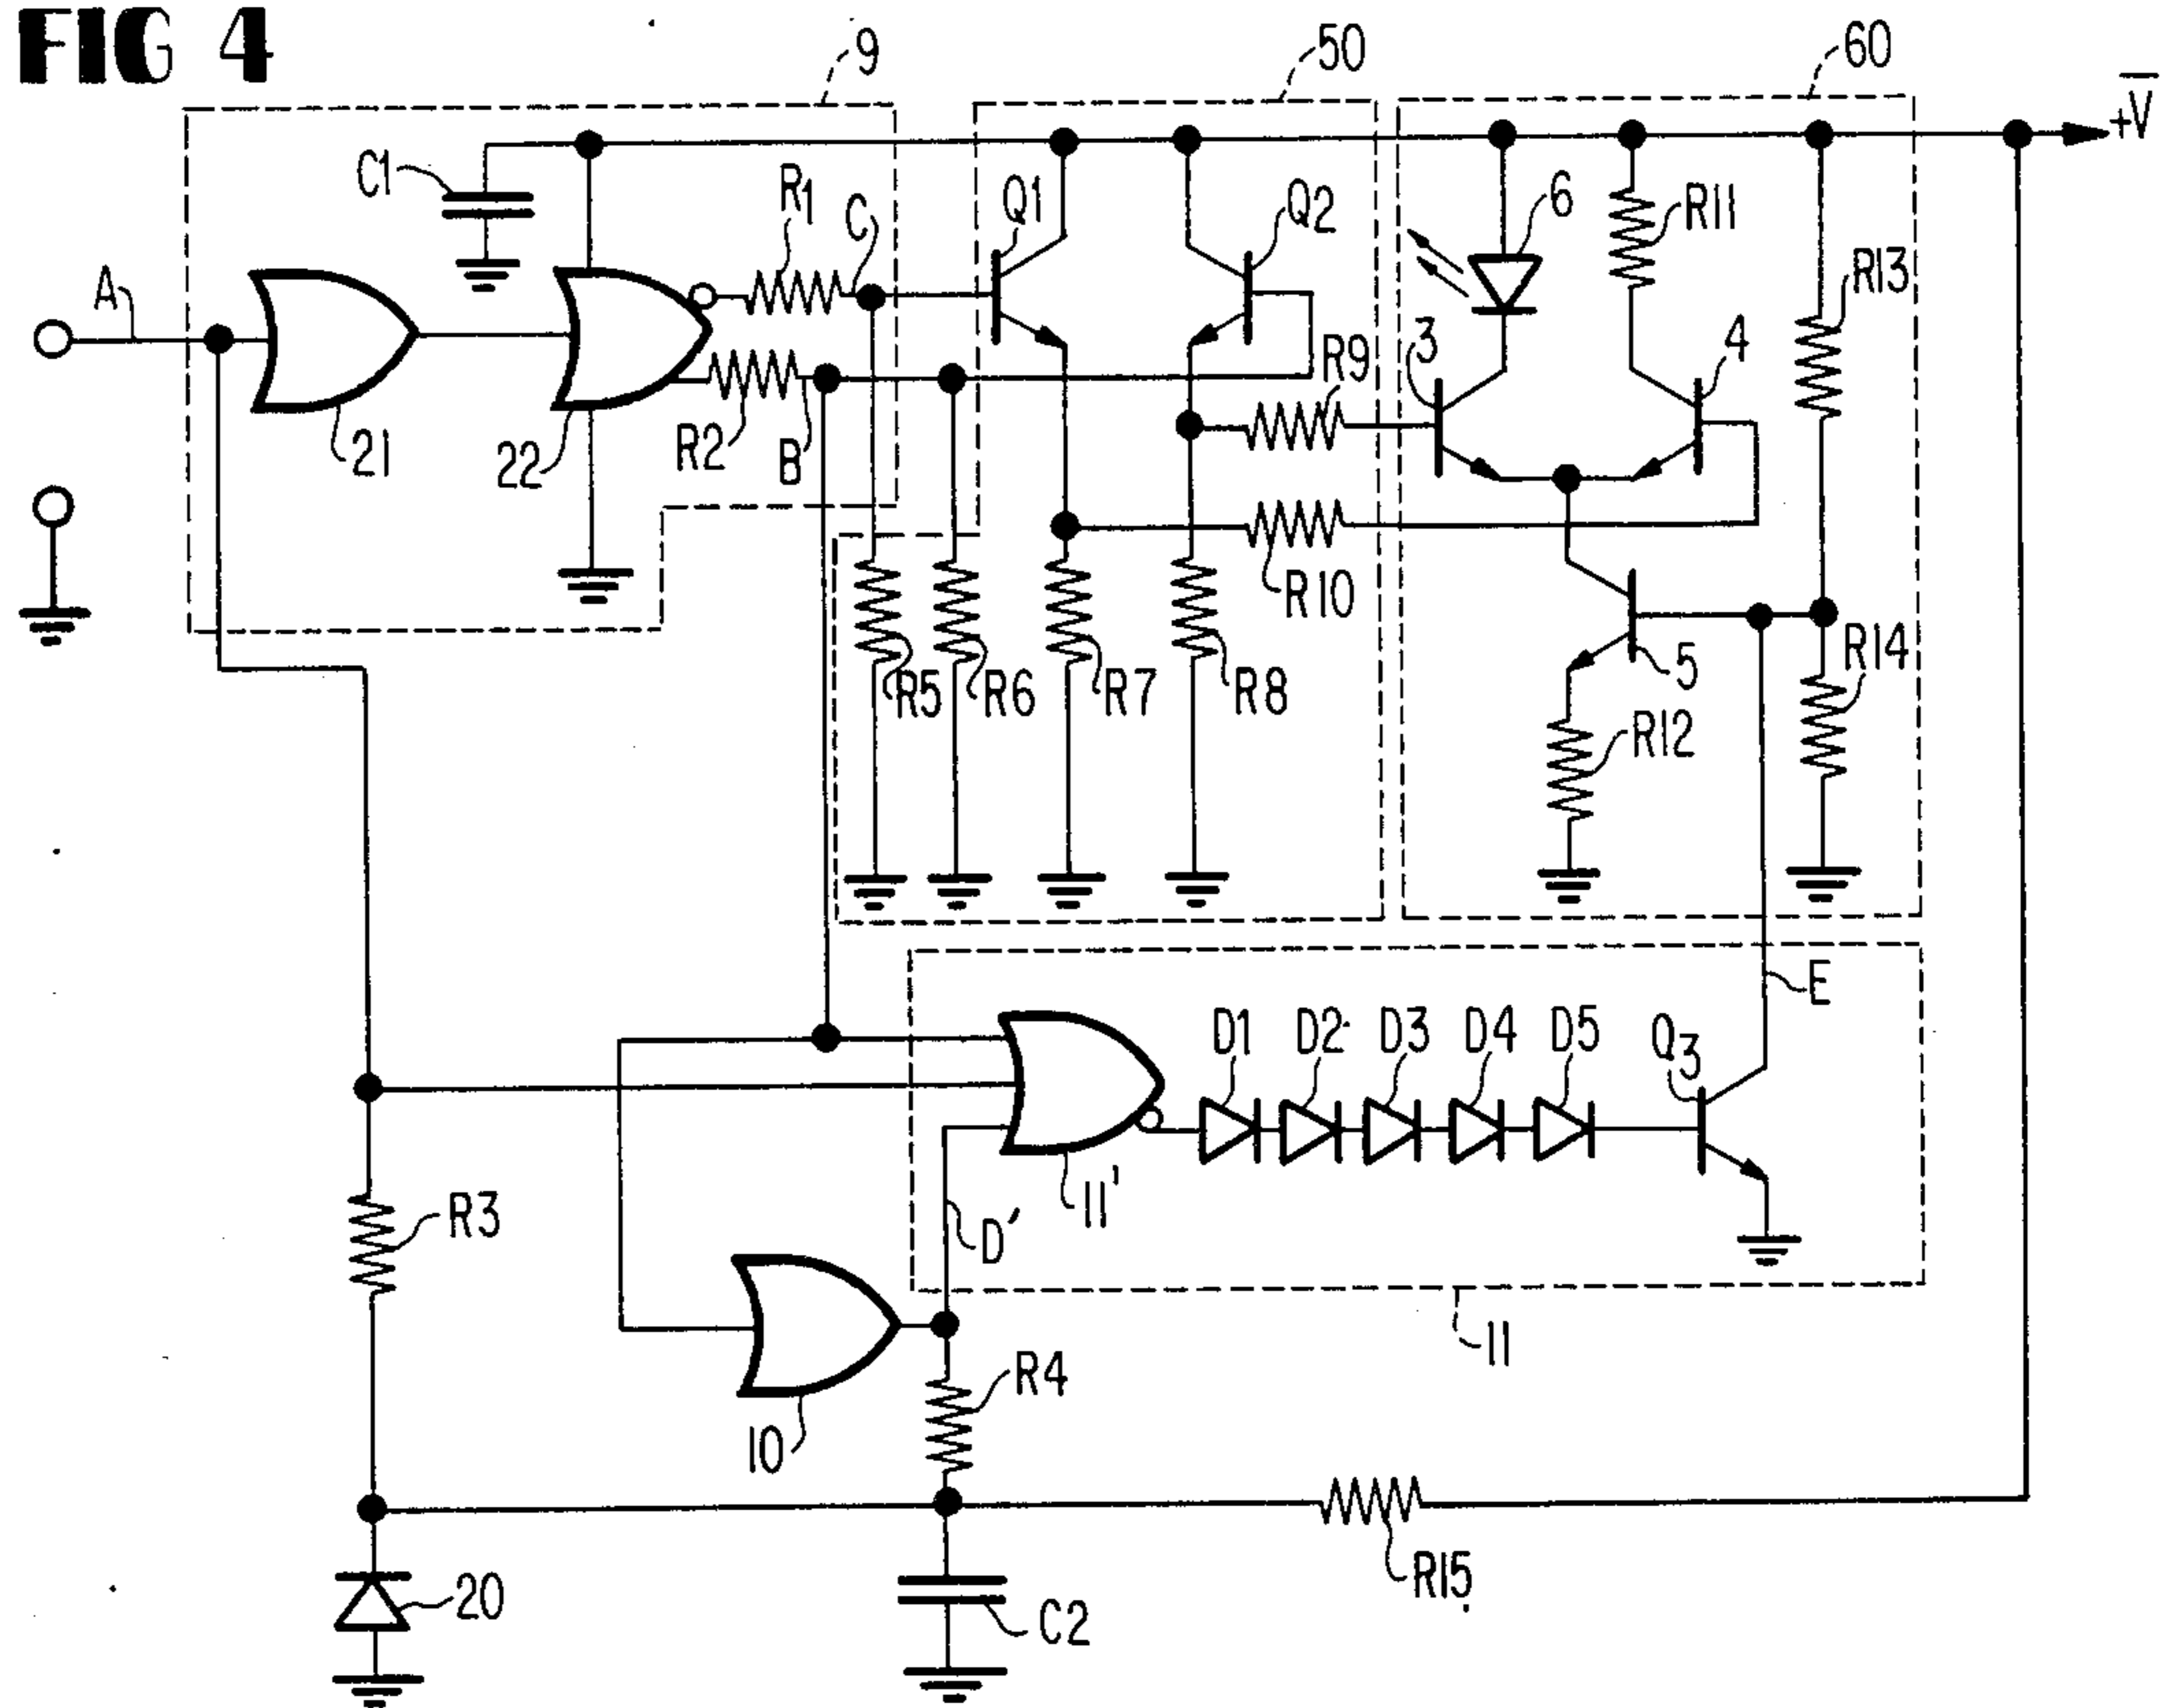 FIG 4
9
50
60
+V
C1
R1
C
Q1
Q2
6
R11
R13
A
3
4
R9
21
22
R2
B
R10
R14
R5
R6
R7
R8
5
R12
E
D1
D2
D3
D4
D5
Q3
R3
D'
11'
11
R4
10
20
C2
R15